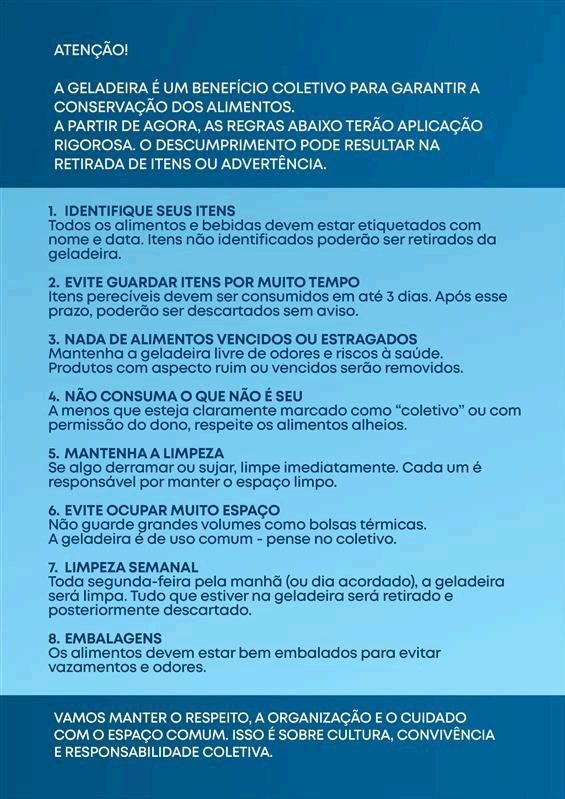 ATENÇÃO!
A GELADEIRA É UM BENEFÍCIO COLETIVO PARA GARANTIR A
CONSERVAÇÃO DOS ALIMENTOS.
A PARTIR DE AGORA, AS REGRAS ABAIXO TERÃO APLICAÇÃO
RIGOROSA. O DESCUMPRIMENTO PODE RESULTAR NA
RETIRADA DE ITENS OU ADVERTÊNCIA.
1. IDENTIFIQUE SEUS ITENS
Todos os alimentos e bebidas devem estar etiquetados com
nome e data. Itens não identificados poderão ser retirados da
geladeira.
2. EVITE GUARDAR ITENS POR MUITO TEMPO
Itens perecíveis devem ser consumidos em até 3 dias. Após esse
prazo, poderão ser descartados sem aviso.
3. NADA DE ALIMENTOS VENCIDOS OU ESTRAGADOS
Mantenha a geladeira livre de odores e riscos à saúde.
Produtos com aspecto ruim ou vencidos serão removidos.
4. NÃO CONSUMA O QUE NÃO É SEU
A menos que esteja claramente marcado como “coletivo” ou com
permissão do dono, respeite os alimentos alheios.
5. MANTENHA A LIMPEZA
Se algo derramar ou sujar, limpe imediatamente. Cada um é
responsável por manter o espaço limpo.
6. EVITE OCUPAR MUITO ESPAÇO
Não guarde grandes volumes como bolsas térmicas.
A geladeira é de uso comum - pense no coletivo.
7. LIMPEZA SEMANAL
Toda segunda-feira pela manhã (ou dia acordado), a geladeira
será limpa. Tudo que estiver na geladeira será retirado e
posteriormente descartado.
8. EMBALAGENS
Os alimentos devem estar bem embalados para evitar
vazamentos e odores.
VAMOS MANTER O RESPEITO, A ORGANIZAÇÃO E O CUIDADO
COM O ESPAÇO COMUM. ISSO É SOBRE CULTURA, CONVIVÊNCIA
E RESPONSABILIDADE COLETIVA.